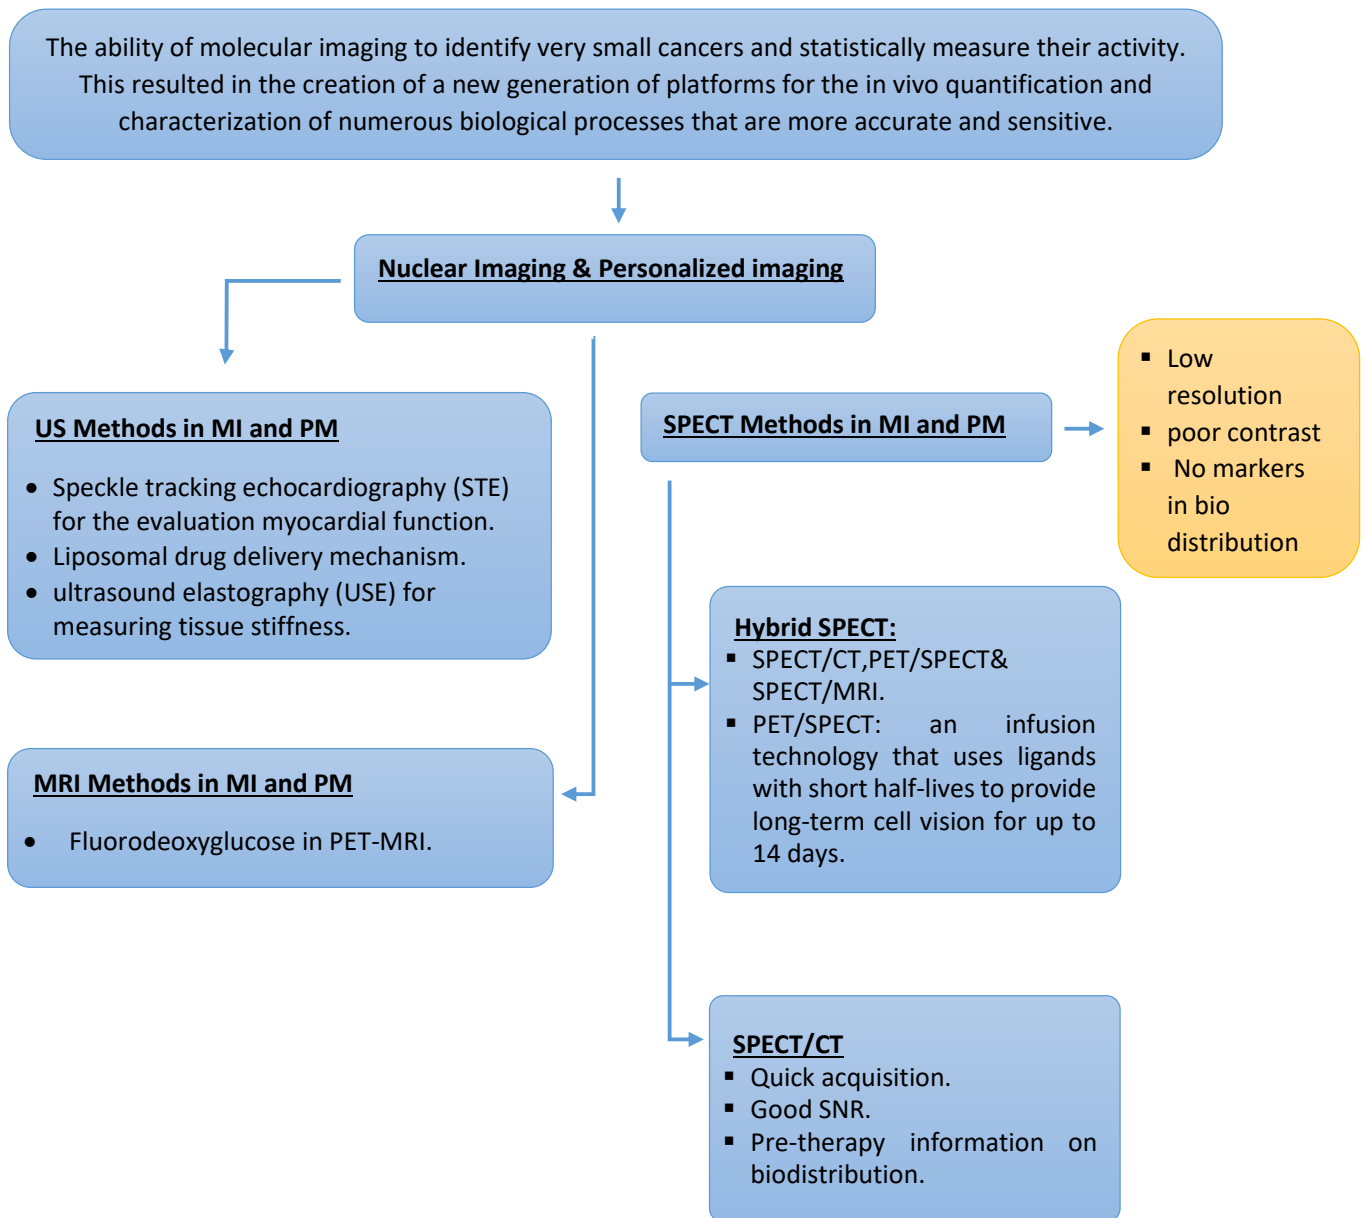 The ability of molecular imaging to identify very small cancers and statistically measure their activity.
This resulted in the creation of a new generation of platforms for the in vivo quantification and
characterization of numerous biological processes that are more accurate and sensitive.
Nuclear Imaging & Personalized imaging
US Methods in MI and PM
• Speckle tracking echocardiography (STE)
for the evaluation myocardial function.
• Liposomal drug delivery mechanism.
• ultrasound elastography (USE) for
measuring tissue stiffness.
MRI Methods in MI and PM
• Fluorodeoxyglucose in PET-MRI.
SPECT Methods in MI and PM
▪ Low
resolution
▪ poor contrast
▪ No markers
in bio
distribution
Hybrid SPECT:
▪ SPECT/CT,PET/SPECT&
SPECT/MRI.
▪ PET/SPECT: an infusion
technology that uses ligands
with short half-lives to provide
long-term cell vision for up to
14 days.
SPECT/CT
▪ Quick acquisition.
▪ Good SNR.
▪ Pre-therapy information on
biodistribution.